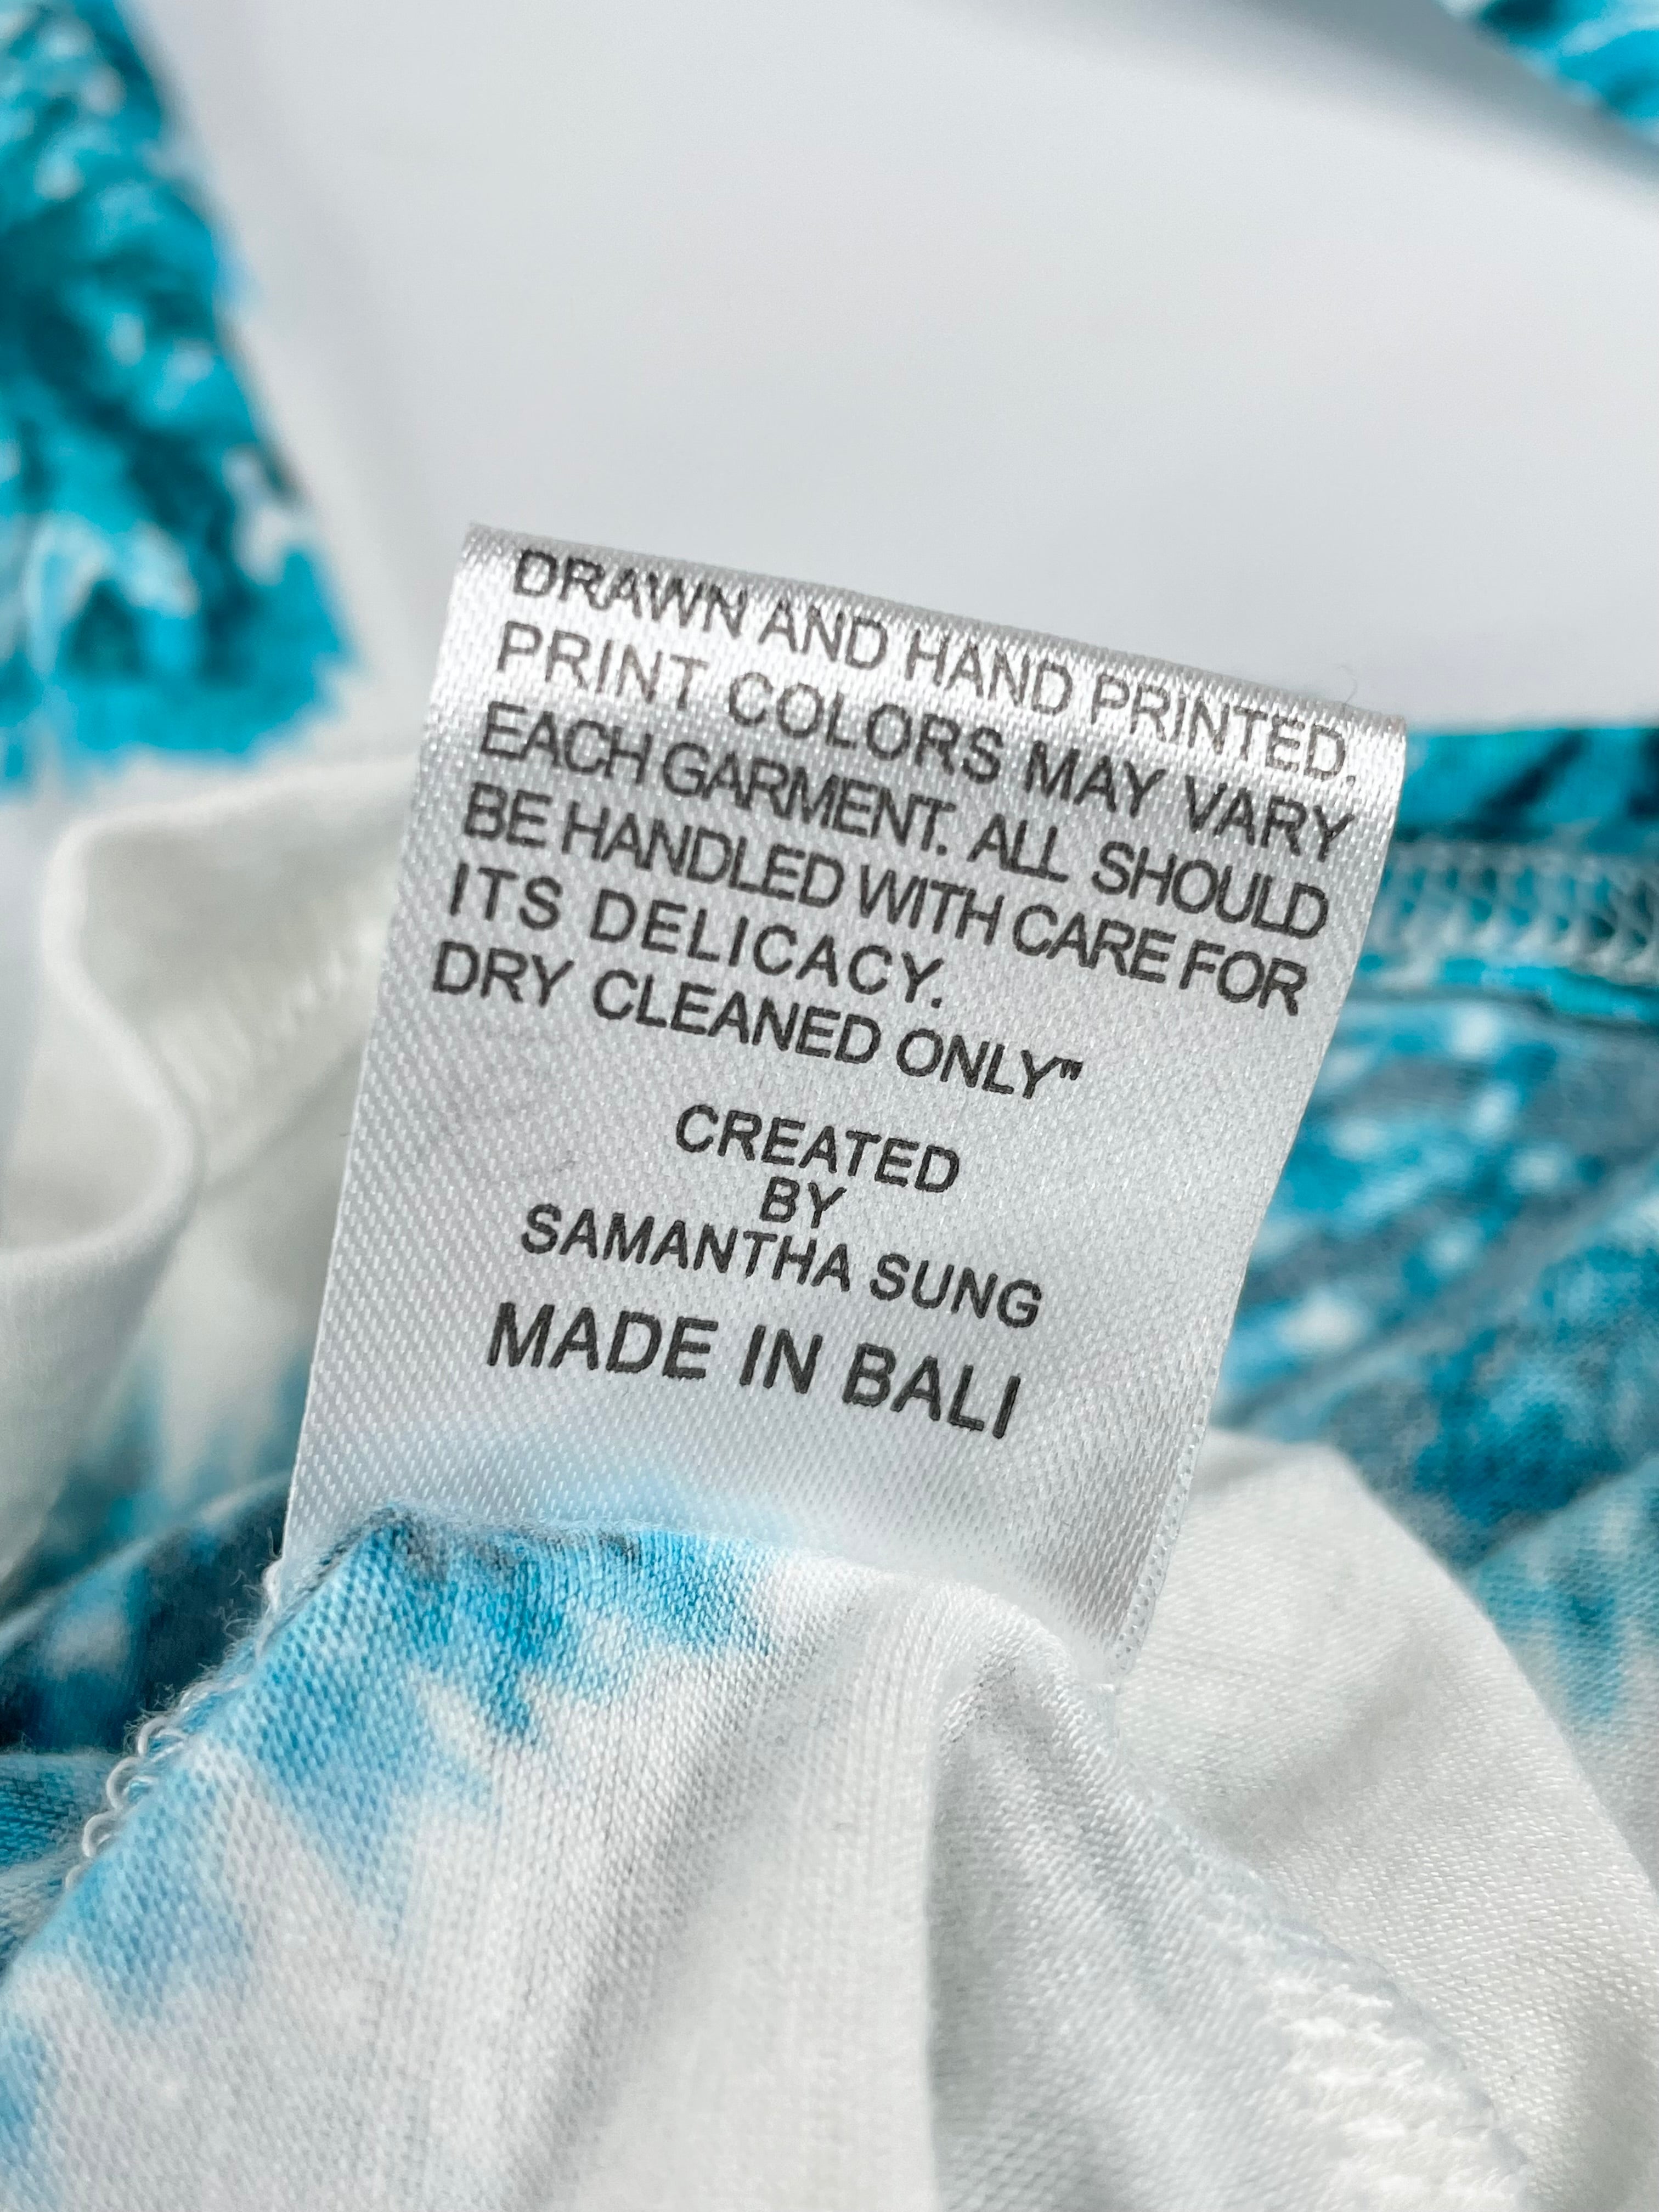 DRAWN AND HAND PRINTED.
PRINT COLORS MAY VARY
EACH GARMENT. ALL SHOULD
BE HANDLED WITH CARE FOR
ITS DELICACY.
DRY CLEANED ONLY"
CREATED
BY
SAMANTHA SUNG
MADE IN BALI